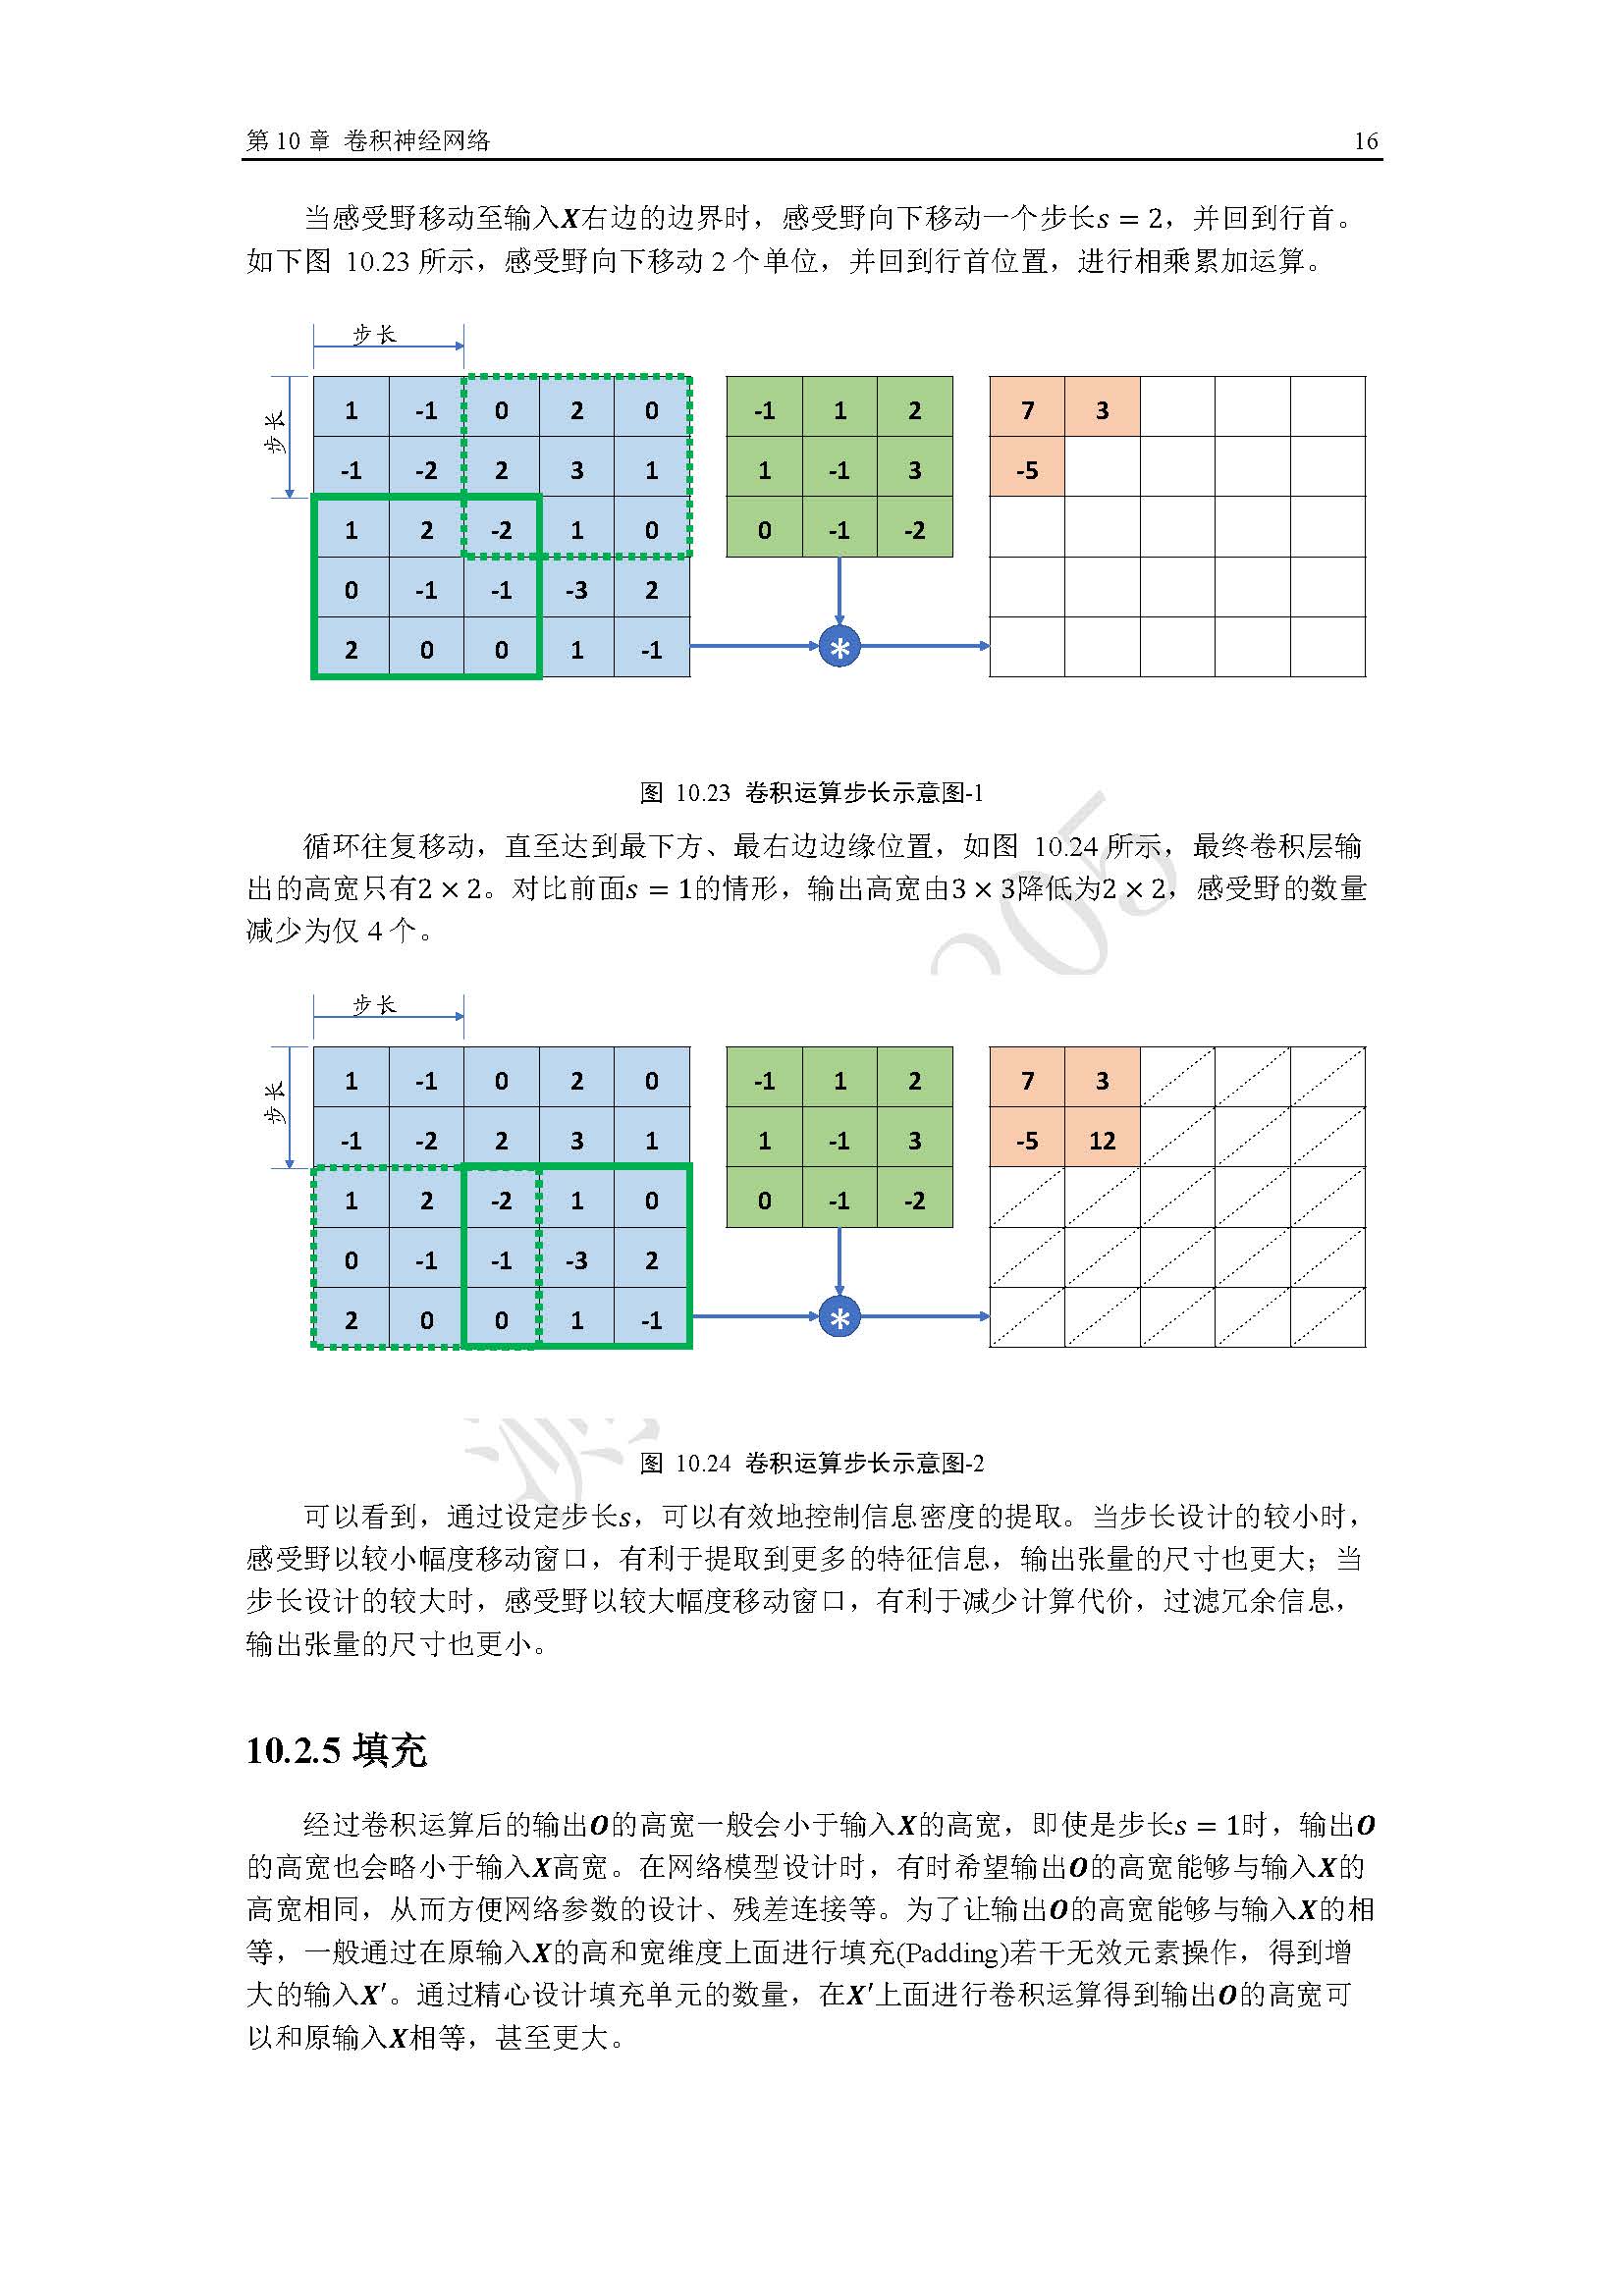 第 10 章 卷积神经网络 16
当感受野移动至输入X右边的边界时，感受野向下移动一个步长s = 2，并回到行首。
如下图 10.23 所示，感受野向下移动 2 个单位，并回到行首位置，进行相乘累加运算。
步长
步长
1 -1 0 2 0 -1 1 2 7 3
-1 -2 2 3 1 1 -1 3 -5
1 2 -2 1 0 0 -1 -2
0 -1 -1 -3 2
2 0 0 1 -1 *
图 10.23 卷积运算步长示意图-1
循环往复移动，直至达到最下方、最右边边缘位置，如图 10.24 所示，最终卷积层输
出的高宽只有2 × 2。对比前面s = 1的情形，输出高宽由3 × 3降低为2 × 2，感受野的数量
减少为仅 4 个。
步长
步长
1 -1 0 2 0 -1 1 2 7 3
-1 -2 2 3 1 1 -1 3 -5 12
1 2 -2 1 0 0 -1 -2
0 -1 -1 -3 2
2 0 0 1 -1 *
图 10.24 卷积运算步长示意图-2
可以看到，通过设定步长s，可以有效地控制信息密度的提取。当步长设计的较小时，
感受野以较小幅度移动窗口，有利于提取到更多的特征信息，输出张量的尺寸也更大；当
步长设计的较大时，感受野以较大幅度移动窗口，有利于减少计算代价，过滤冗余信息，
输出张量的尺寸也更小。
10.2.5 填充
经过卷积运算后的输出O的高宽一般会小于输入X的高宽，即使是步长s = 1时，输出O
的高宽也会略小于输入X高宽。在网络模型设计时，有时希望输出O的高宽能够与输入X的
高宽相同，从而方便网络参数的设计、残差连接等。为了让输出O的高宽能够与输入X的相
等，一般通过在原输入X的高和宽维度上面进行填充(Padding)若干无效元素操作，得到增
大的输入X′。通过精心设计填充单元的数量，在X′上面进行卷积运算得到输出O的高宽可
以和原输入X相等，甚至更大。